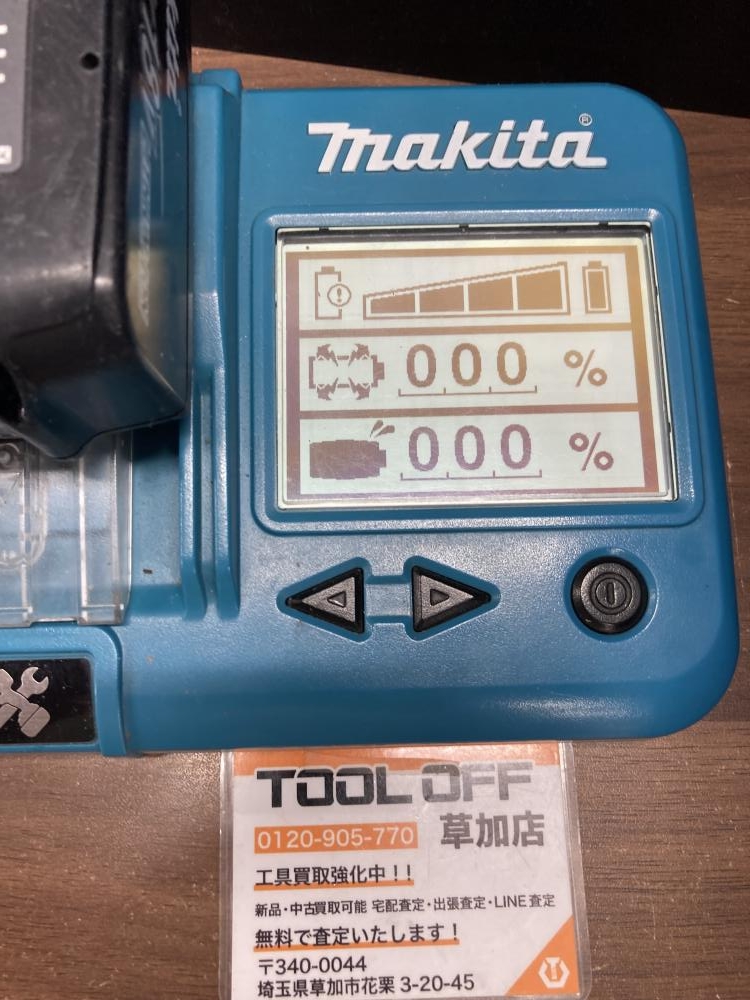 makita®
000 %
000 %
TOOL OFF
0120-905-770 草加店
工具買取強化中！！
新品・中古買取可能 宅配査定・出張査定・LINE査定
無料で査定いたします！
〒340-0044
埼玉県草加市花栗 3-20-45